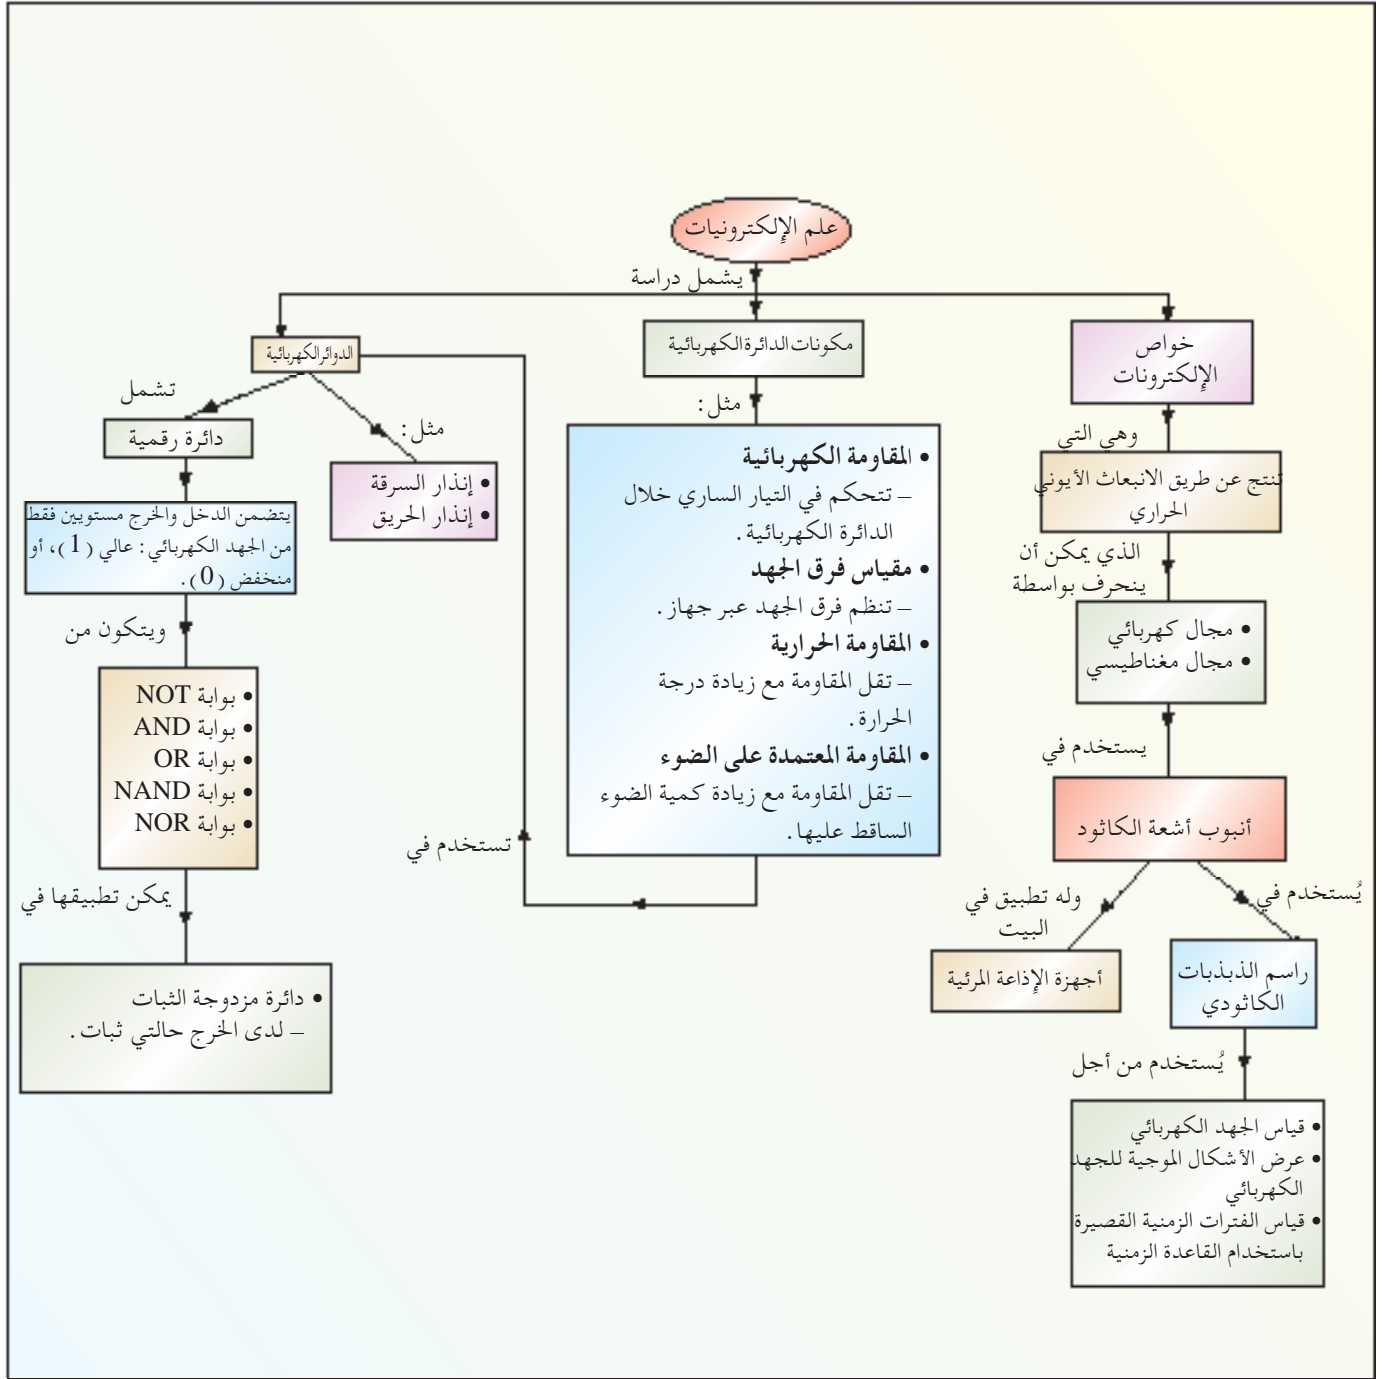 علم الإلكترونيات
يشمل دراسة
خواص
الإلكترونات
وهي التي
تنتج عن طريق الانبعاث الأيوني
الحراري
الذي يمكن أن
ينحرف بواسطة
• مجال كهربائي
• مجال مغناطيسي
يستخدم في
أنبوب أشعة الكاثود
يُستخدم في
راسم الذبذبات
الكاثودي
يُستخدم من أجل
• قياس الجهد الكهربائي
• عرض الأشكال الموجية للجهد
الكهربائي
• قياس الفترات الزمنية القصيرة
باستخدام القاعدة الزمنية
وله تطبيق في
البيت
أجهزة الإذاعة المرئية
مكونات الدائرة الكهربائية
مثل:
• المقاومة الكهربائية
– تتحكم في التيار الساري خلال
الدائرة الكهربائية.
• مقياس فرق الجهد
– تنظم فرق الجهد عبر جهاز.
• المقاومة الحرارية
– تقل المقاومة مع زيادة درجة
الحرارة.
• المقاومة المعتمدة على الضوء
– تقل المقاومة مع زيادة كمية الضوء
الساقط عليها.
تستخدم في
الدوائر الكهربائية
مثل:
• إنذار السرقة
• إنذار الحريق
تشمل
دائرة رقمية
يتضمن الدخل والخرج مستويين فقط
من الجهد الكهربائي: عالي (1)، أو
منخفض (0).
ويتكون من
• بوابة NOT
• بوابة AND
• بوابة OR
• بوابة NAND
• بوابة NOR
يمكن تطبيقها في
• دائرة مزدوجة الثبات
– لدى الخرج حالتي ثبات.